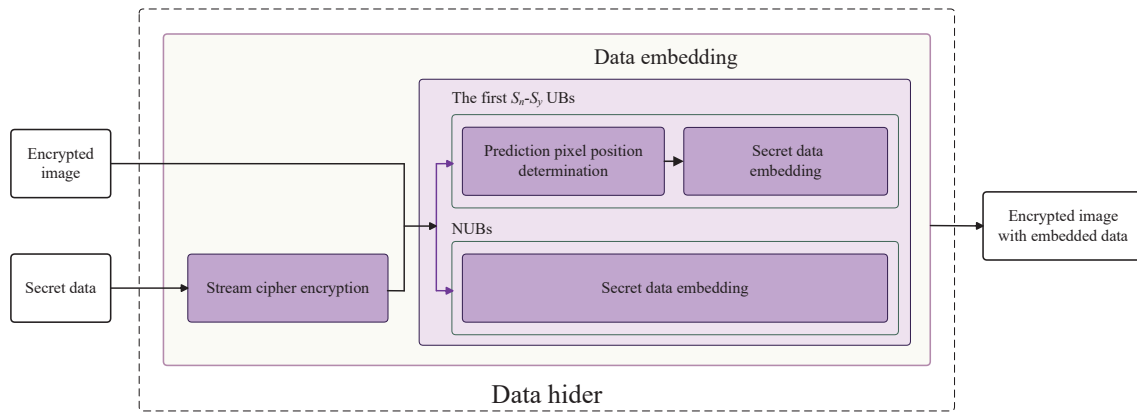 Data embedding
The first Sn-Sy UBs
Encrypted
image
Prediction pixel position
determination
Secret data
embedding
Encrypted image
with embedded data
NUBs
Secret data
Stream cipher encryption
Secret data embedding
Data hider